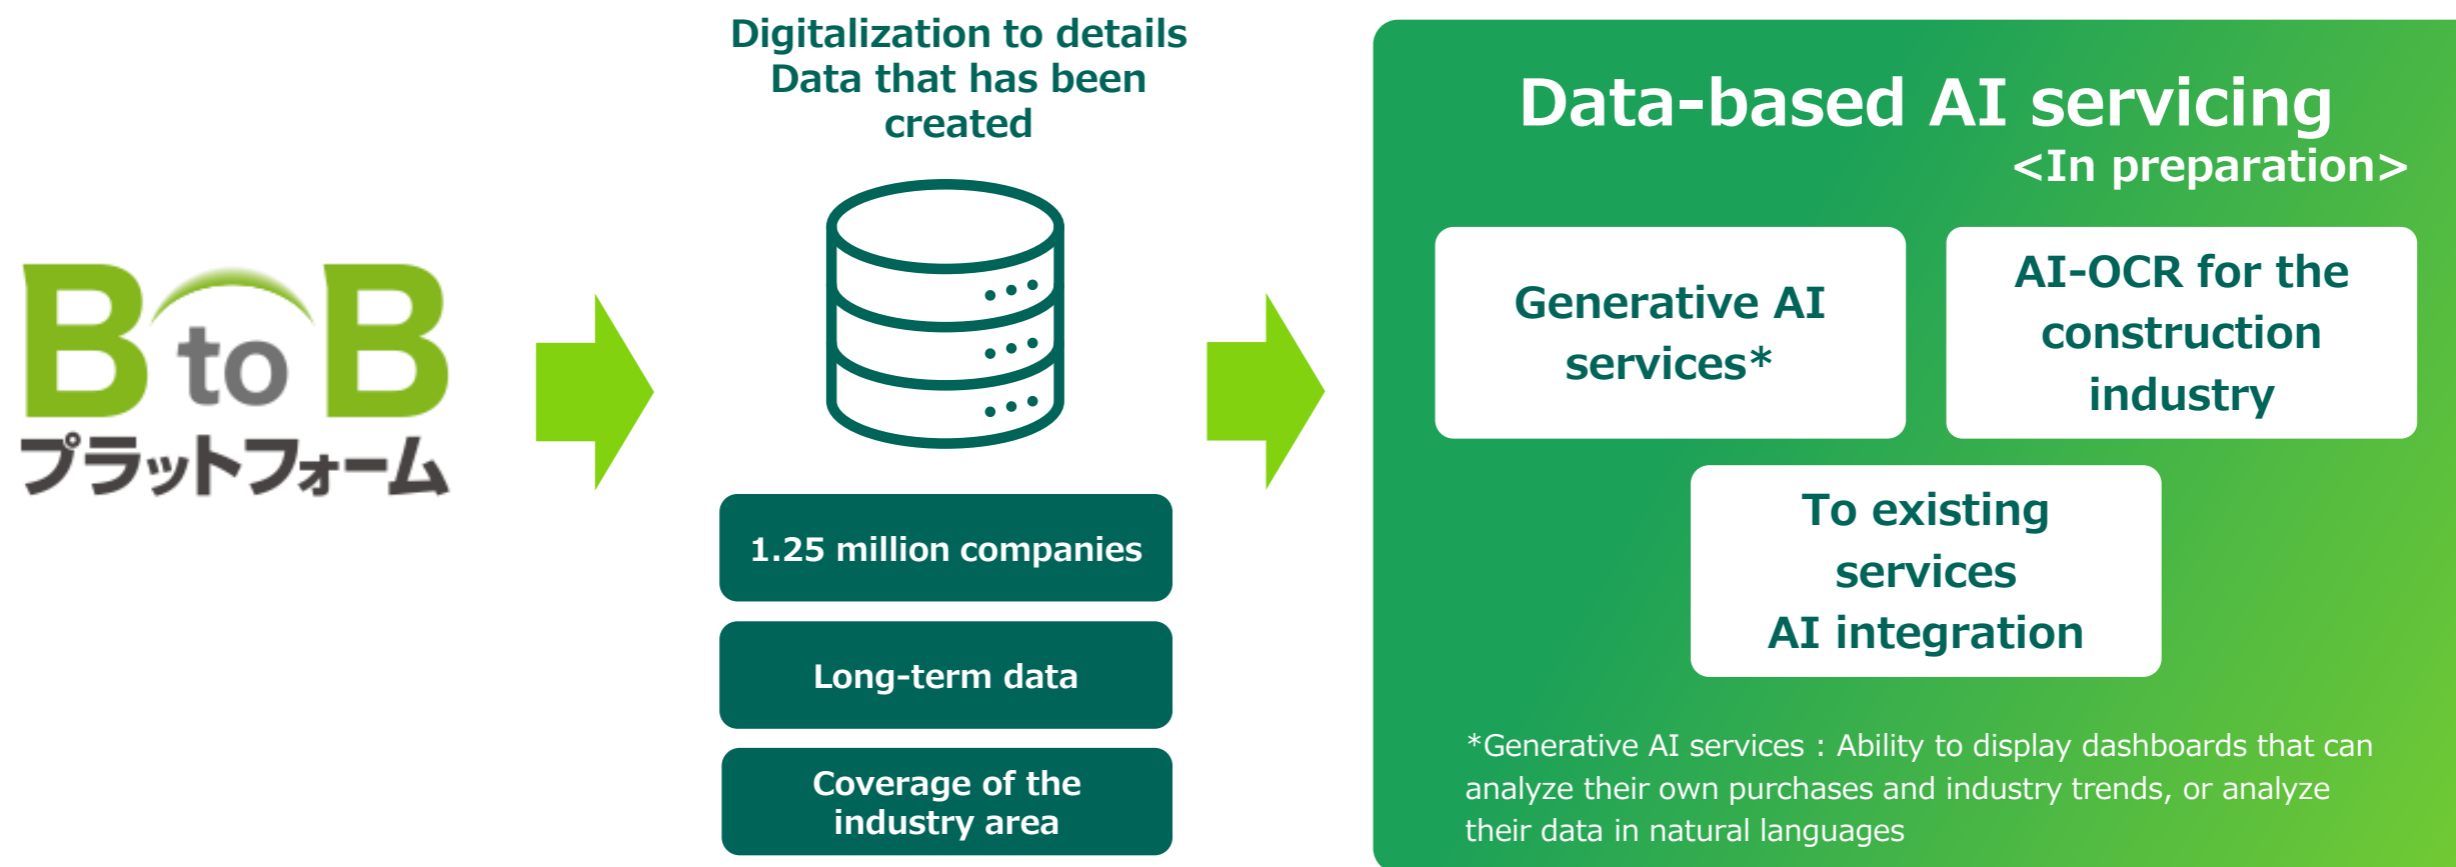 B to B
プラットフォーム
Digitalization to details
Data that has been
created
1.25 million companies
Long-term data
Coverage of the
industry area
Data-based AI servicing
<In preparation>
Generative AI
services*
AI-OCR for the
construction
industry
To existing
services
AI integration
*Generative AI services : Ability to display dashboards that can
analyze their own purchases and industry trends, or analyze
their data in natural languages